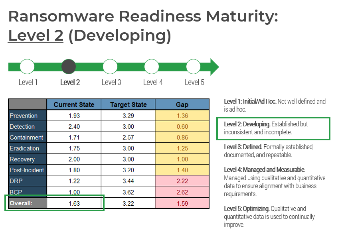 Ransomware Readiness Maturity:
Level 2 (Developing)
Level 1 Level 2 Level 3 Level 4 Level 5
Current State Target State Gap
Prevention 1.93 3.29 1.36
Detection 2.40 3.00 0.60
Containment 1.71 2.57 0.86
Eradication 1.75 3.00 1.25
Recovery 2.00 3.00 1.00
Post-Incident 1.80 3.20 1.40
DRP 1.22 3.44 2.22
BCP 1.00 3.62 2.62
Overall: 1.63 3.22 1.59
Level 1: Initial/Ad Hoc. Not well defined and
is ad hoc.
Level 2: Developing. Established but
inconsistent and incomplete.
Level 3: Defined. Formally established
documented, and repeatable.
Level 4: Managed and Measurable.
Managed using qualitative and quantitative
data to ensure alignment with business
requirements.
Level 5: Optimizing. Qualitative and
quantitative data is used to continually
improve.